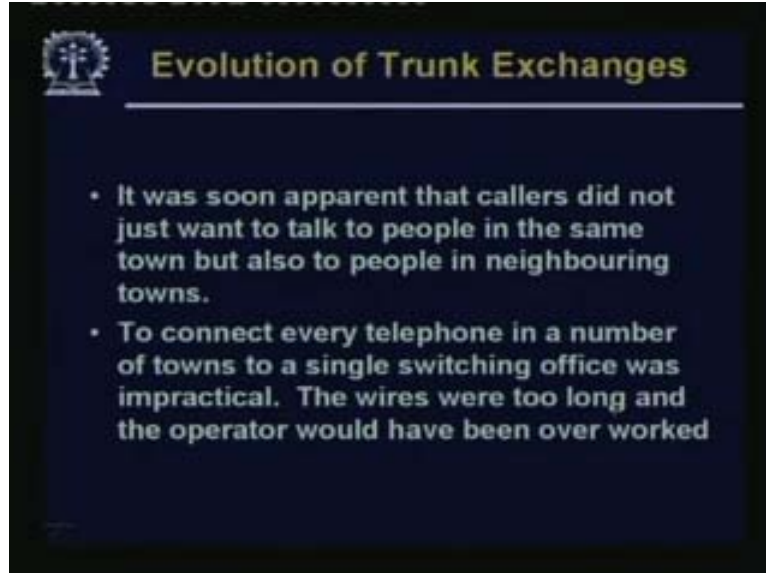 Evolution of Trunk Exchanges
• It was soon apparent that callers did not
just want to talk to people in the same
town but also to people in neighbouring
towns.
• To connect every telephone in a number
of towns to a single switching office was
impractical. The wires were too long and
the operator would have been over worked